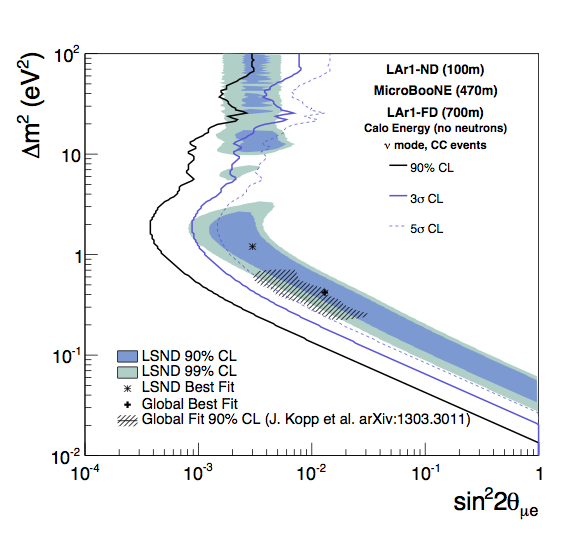 Δm² (eV²)
10²
10
1
10⁻¹
10⁻²
LAr1-ND (100m)
MicroBooNE (470m)
LAr1-FD (700m)
Calo Energy (no neutrons)
ν mode, CC events
90% CL
3σ CL
5σ CL
LSND 90% CL
LSND 99% CL
LSND Best Fit
Global Best Fit
Global Fit 90% CL (J. Kopp et al. arXiv:1303.3011)
10⁻⁴
10⁻³
10⁻²
10⁻¹
1
sin²2θμe